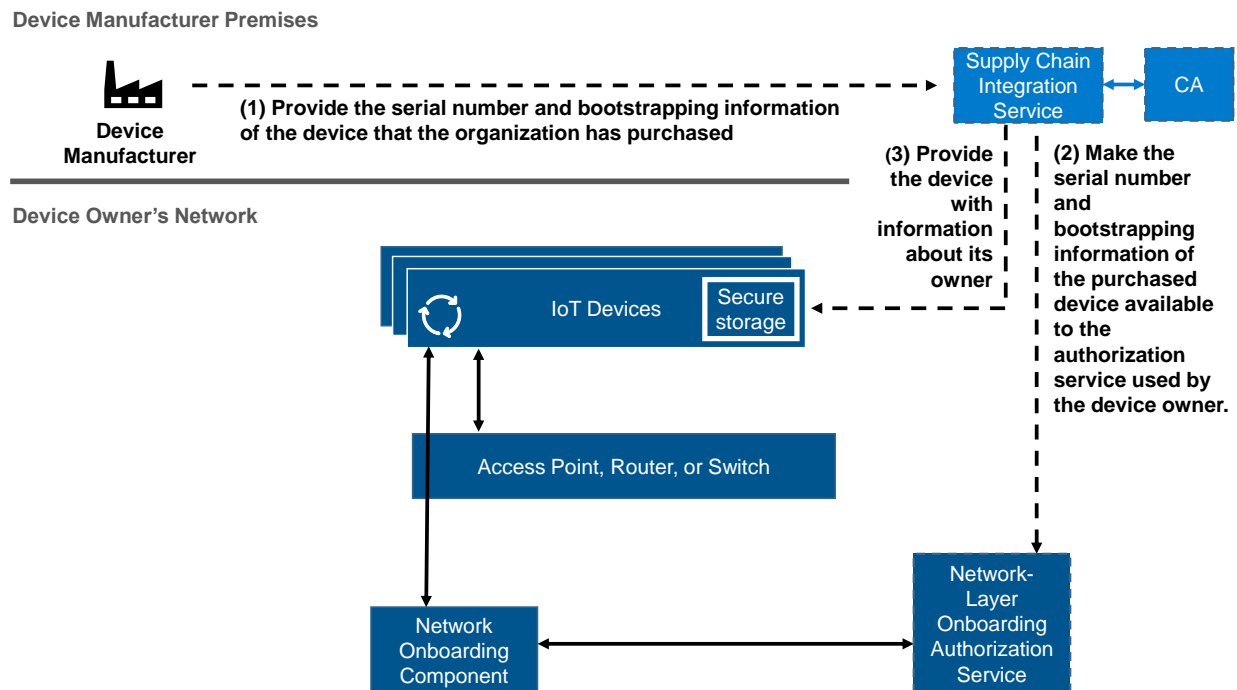 Device Manufacturer Premises
Device
Manufacturer
(1) Provide the serial number and bootstrapping information
of the device that the organization has purchased
Supply Chain
Integration
Service
CA
(3) Provide
the device
with
information
about its
owner
(2) Make the
serial number
and
bootstrapping
information of
the purchased
device available
to the
authorization
service used by
the device owner.
Device Owner’s Network
IoT Devices
Secure
storage
Access Point, Router, or Switch
Network
Onboarding
Component
Network-
Layer
Onboarding
Authorization
Service